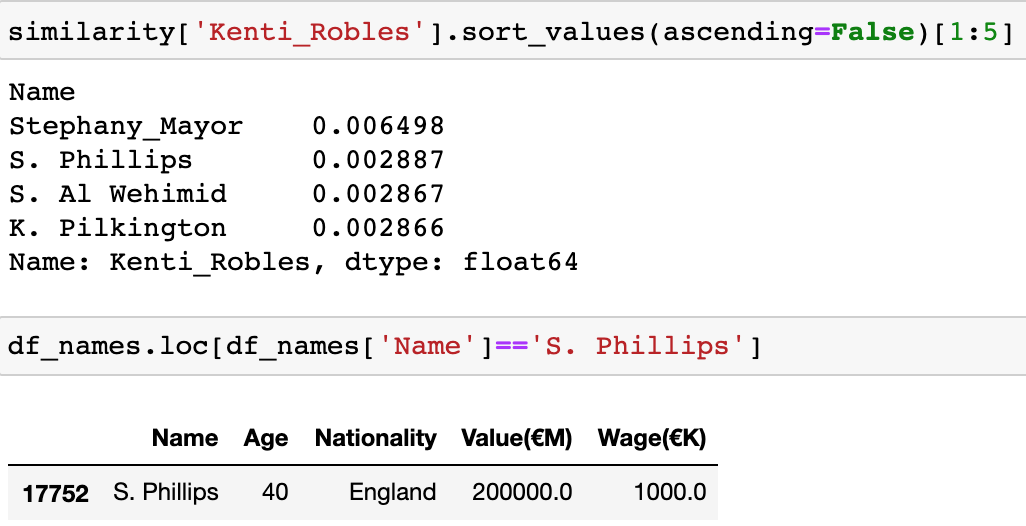 similarity['Kenti_Robles'].sort_values(ascending=False)[1:5]
Name
Stephany_Mayor    0.006498
S. Phillips       0.002887
S. Al Wehimid     0.002867
K. Pilkington     0.002866
Name: Kenti_Robles, dtype: float64
df_names.loc[df_names['Name']=='S. Phillips']
Name Age Nationality Value(€M) Wage(€K)
17752 S. Phillips 40 England 200000.0 1000.0